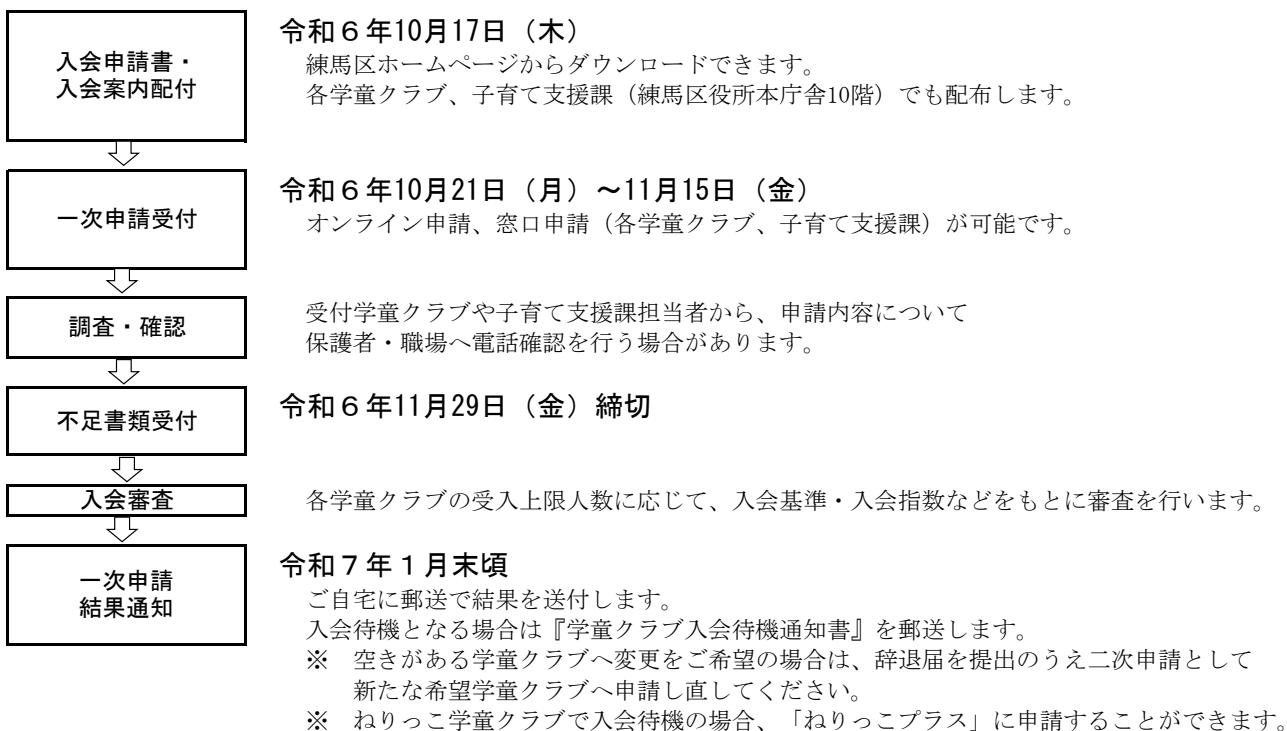 入会申請書・
入会案内配付
令和６年10月17日（木）
練馬区ホームページからダウンロードできます。
各学童クラブ、子育て支援課（練馬区役所本庁舎10階）でも配布します。
一次申請受付
令和６年10月21日（月）～11月15日（金）
オンライン申請、窓口申請（各学童クラブ、子育て支援課）が可能です。
調査・確認
受付学童クラブや子育て支援課担当者から、申請内容について
保護者・職場へ電話確認を行う場合があります。
不足書類受付
令和６年11月29日（金）締切
入会審査
各学童クラブの受入上限人数に応じて、入会基準・入会指数などをもとに審査を行います。
一次申請
結果通知
令和７年１月末頃
ご自宅に郵送で結果を送付します。
入会待機となる場合は『学童クラブ入会待機通知書』を郵送します。
※　空きがある学童クラブへ変更をご希望の場合は、辞退届を提出のうえ二次申請として
新たな希望学童クラブへ申請し直してください。
※　ねりっこ学童クラブで入会待機の場合、「ねりっこプラス」に申請することができます。